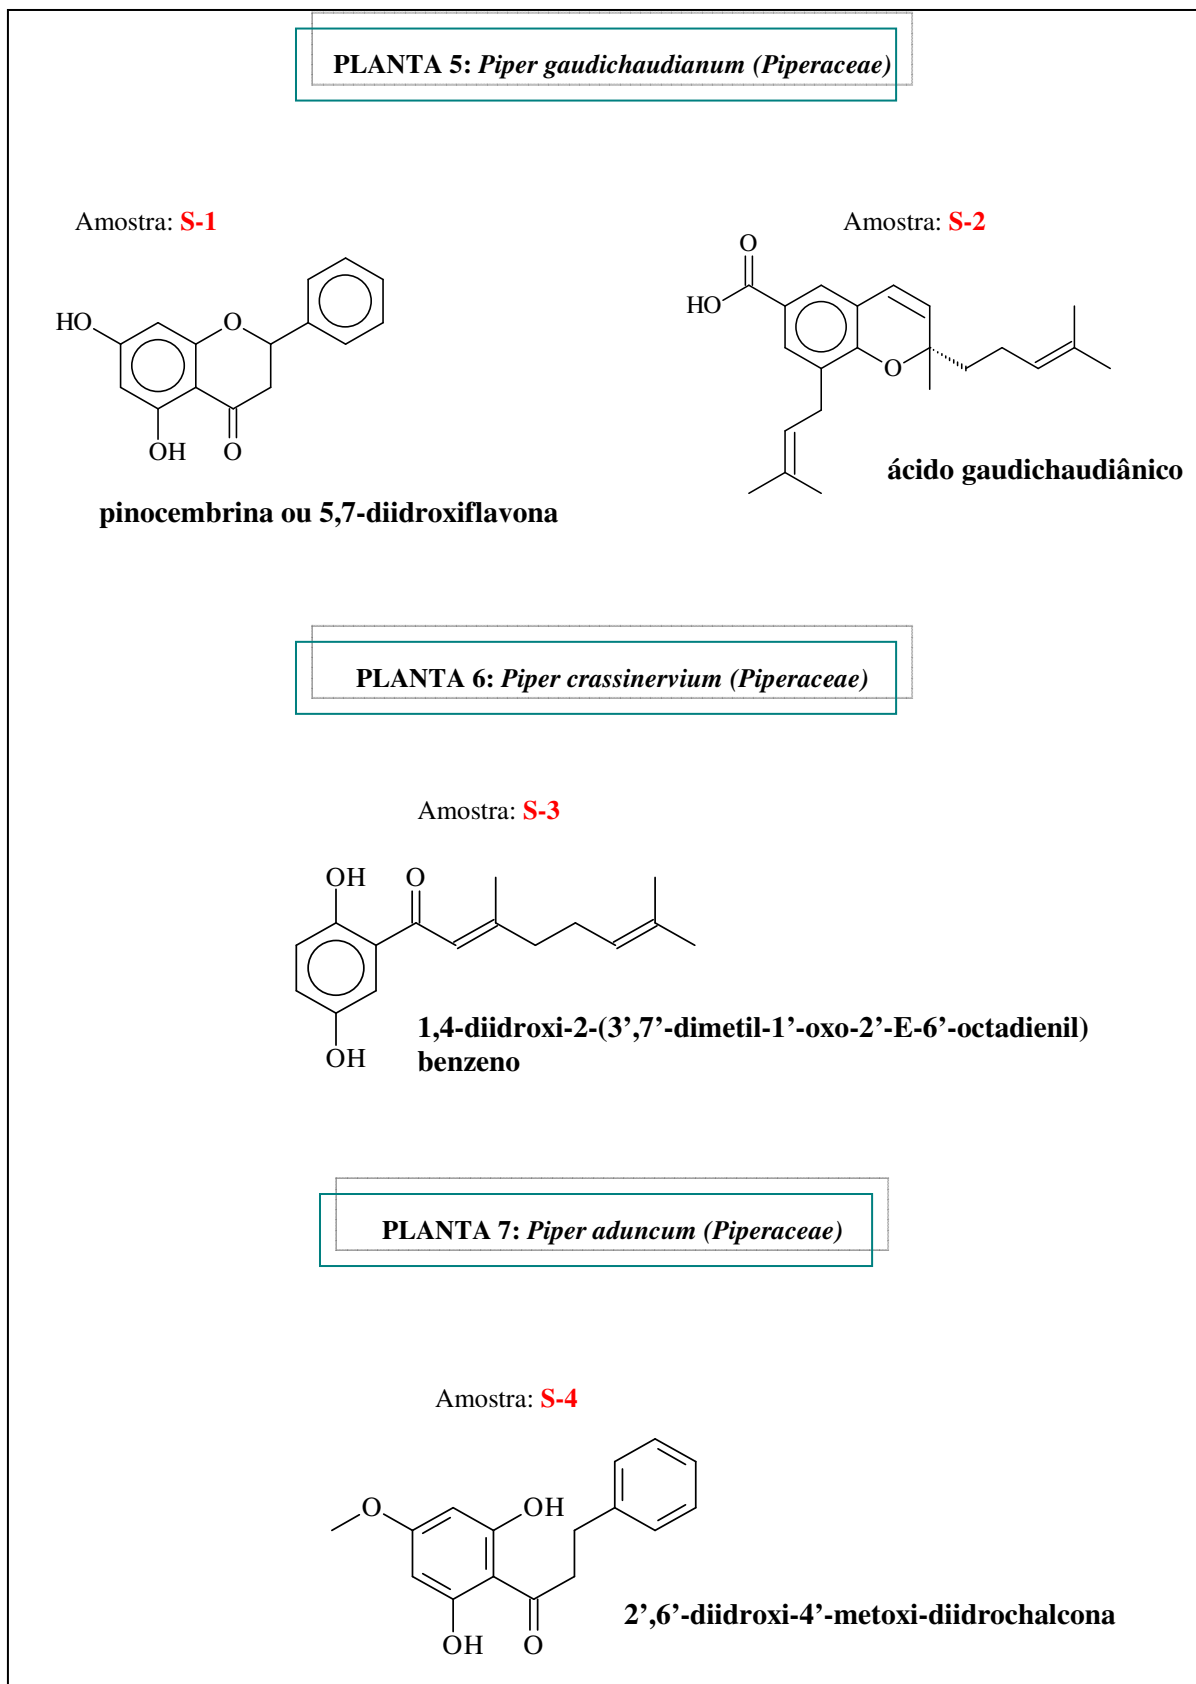 PLANTA 5: Piper gaudichaudianum (Piperaceae)
Amostra: S-1
Amostra: S-2
HO
O
OH
O
O
HO
O
ácido gaudichaudiânico
pinocembrina ou 5,7-diidroxiflavona
PLANTA 6: Piper crassinervium (Piperaceae)
Amostra: S-3
OH
O
OH
1,4-diidroxi-2-(3’,7’-dimetil-1’-oxo-2’-E-6’-octadienil)
benzeno
PLANTA 7: Piper aduncum (Piperaceae)
Amostra: S-4
O
OH
OH
O
2’,6’-diidroxi-4’-metoxi-diidrochalcona